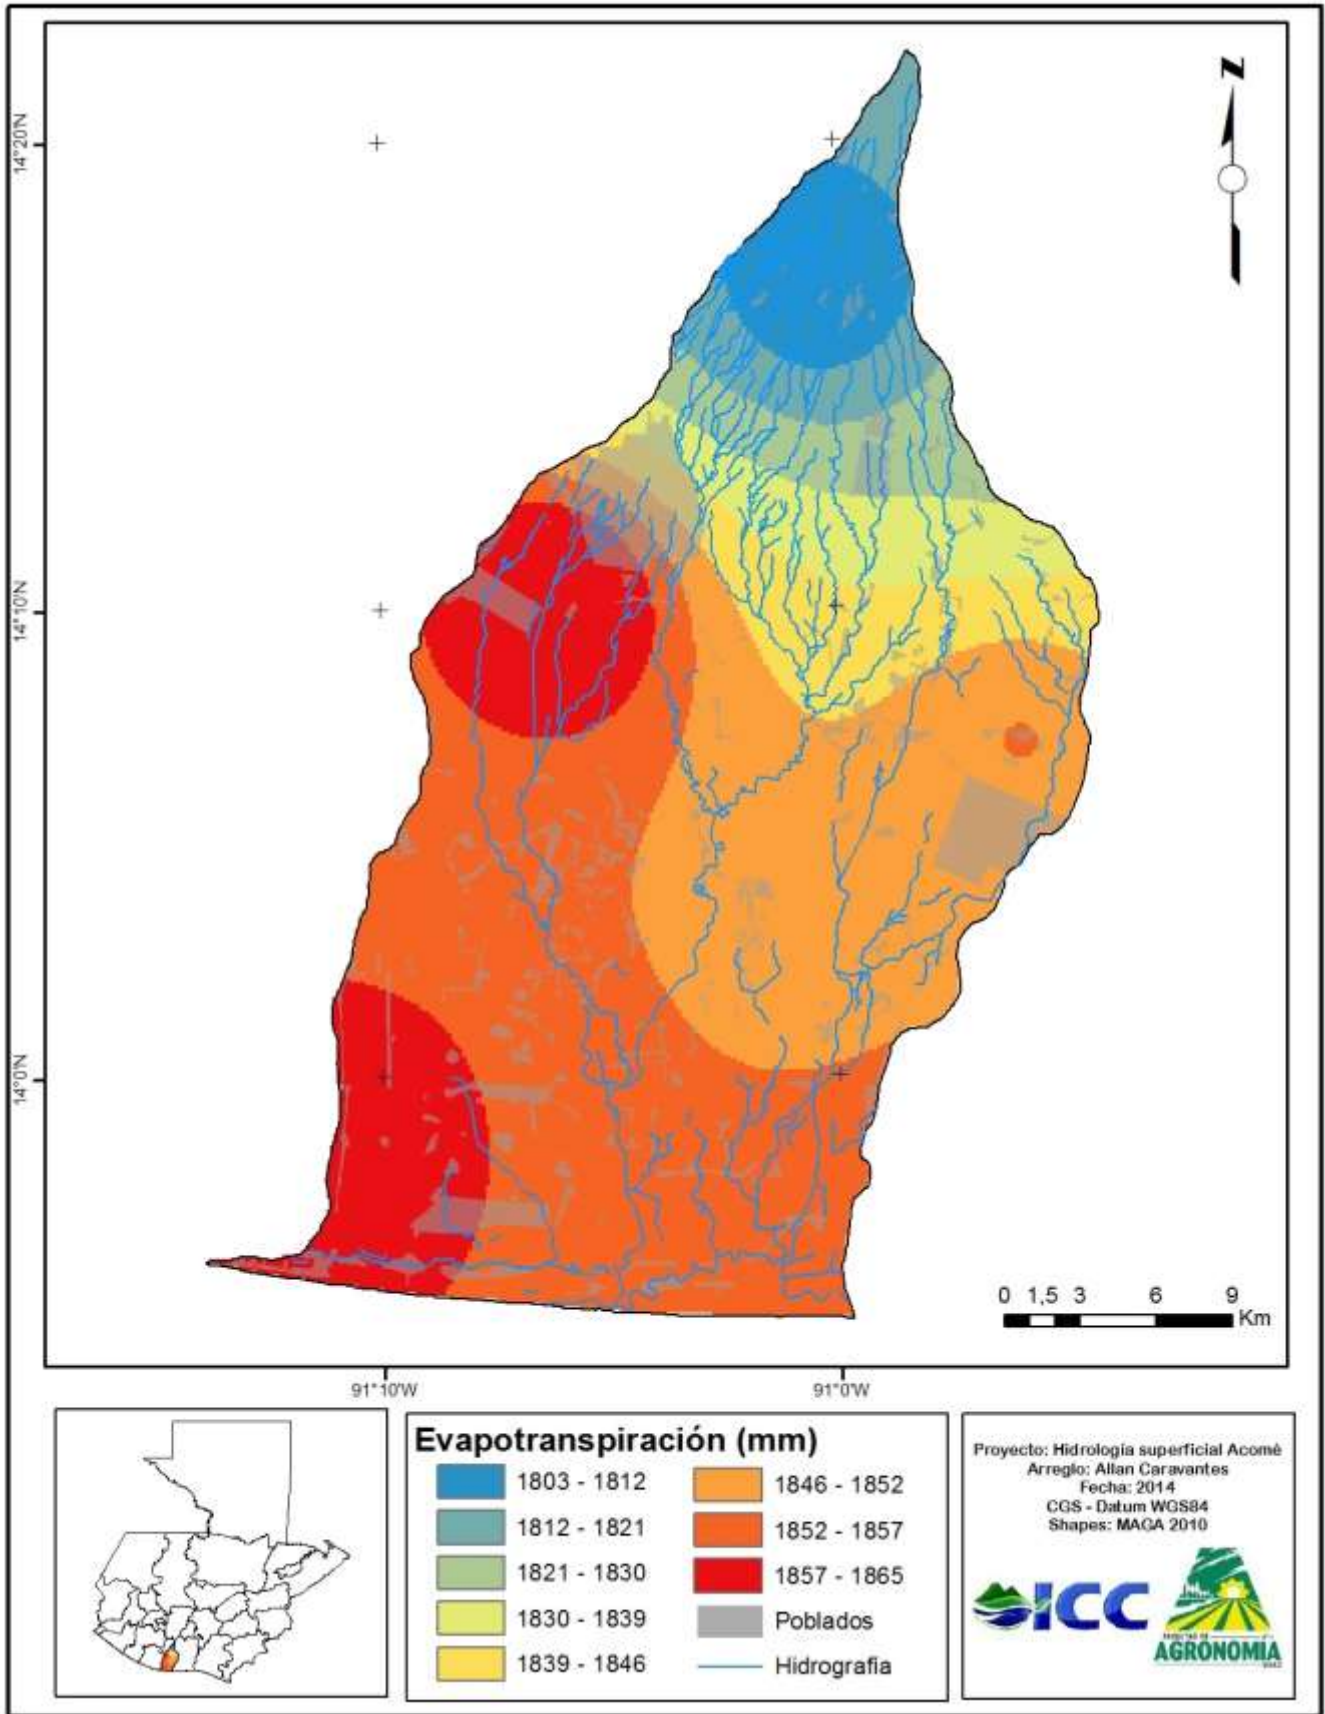 N
14°20'N
14°10'N
14°0'N
0 1,5 3 6 9
Km
91°10'W 91°0'W
Evapotranspiración (mm)
1803 - 1812
1812 - 1821
1821 - 1830
1830 - 1839
1839 - 1846
1846 - 1852
1852 - 1857
1857 - 1865
Poblados
Hidrografia
Proyecto: Hidrología superficial Acomé
Arreglo: Allan Caravantes
Fecha: 2014
CGS - Datum WGS84
Shapes: MAGA 2010
ICC
AGRONOMÍA